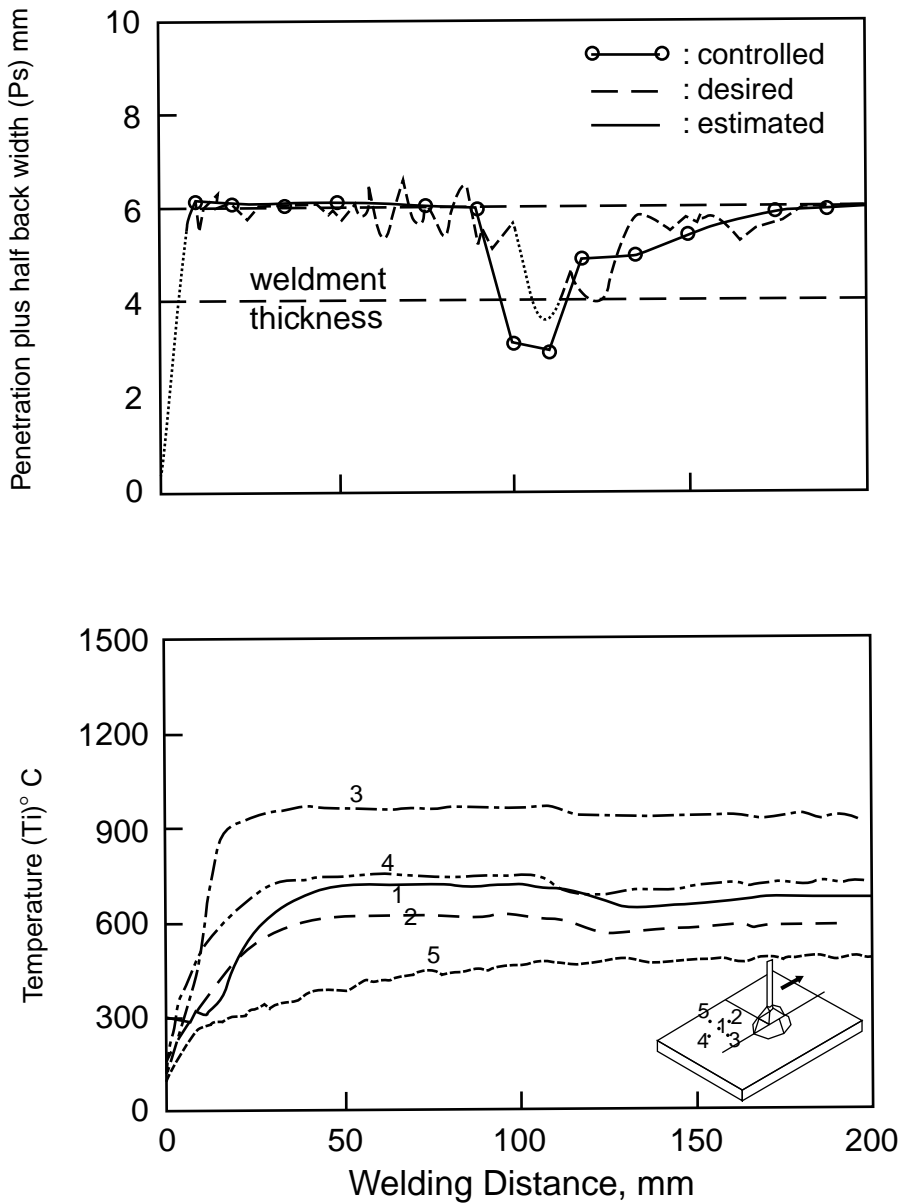 Penetration plus half back width (Ps) mm
10
8
6
4
2
0
: controlled
: desired
: estimated
weldment
thickness
Temperature (Ti)° C
1500
1200
900
600
300
0
3
4
1
2
5
5
1
2
4
3
0 50 100 150 200
Welding Distance, mm